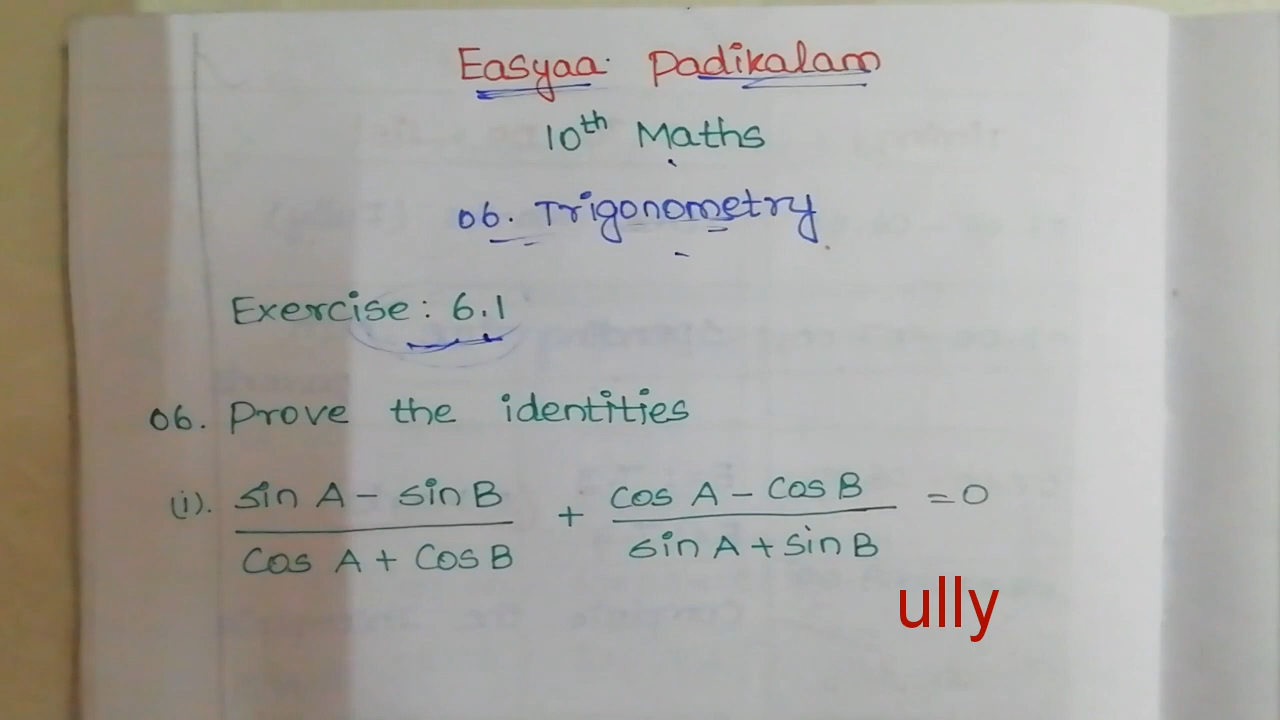 Easyaa Padikalam
10th Maths
06. Trigonometry
Exercise: 6.1
06. Prove the identities
(i). sin A - sin B / cos A + cos B + cos A - cos B / sin A + sin B = 0
ully